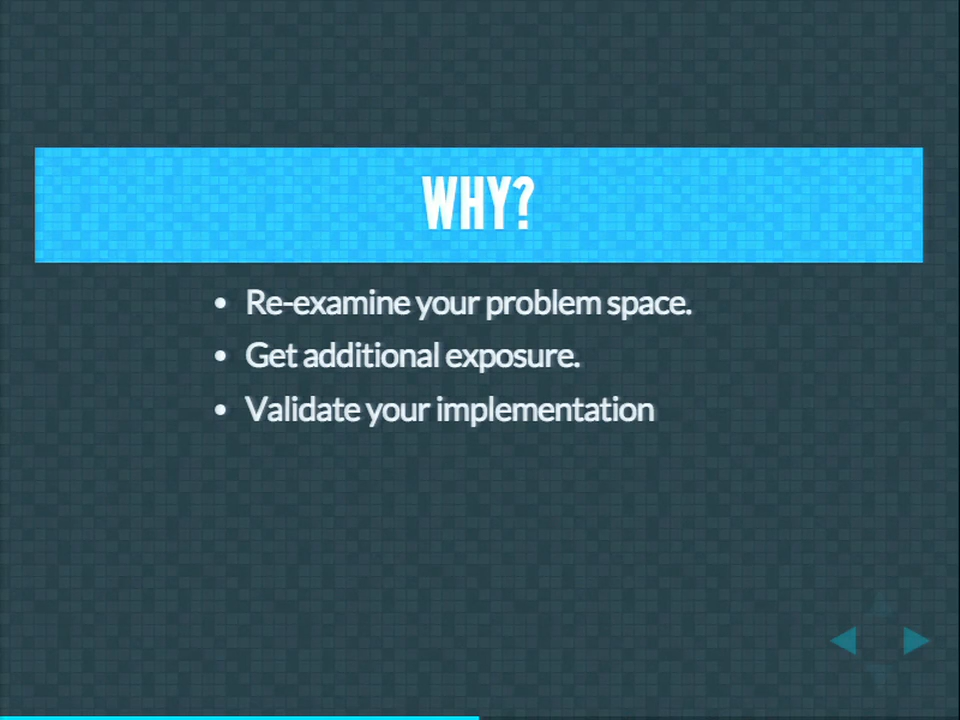 WHY?
• Re-examine your problem space.
• Get additional exposure.
• Validate your implementation